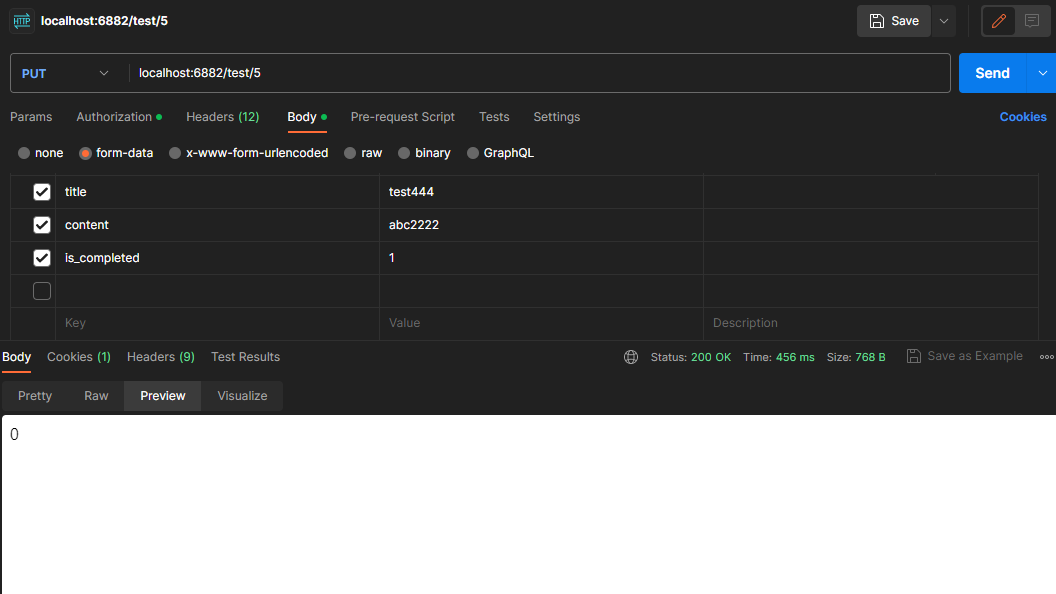 HTTP localhost:6882/test/5 Save
PUT localhost:6882/test/5 Send
Params Authorization Headers (12) Body Pre-request Script Tests Settings Cookies
none form-data x-www-form-urlencoded raw binary GraphQL
title test444
content abc2222
is_completed 1
Key Value Description
Body Cookies (1) Headers (9) Test Results Status: 200 OK Time: 456 ms Size: 768 B Save as Example
Pretty Raw Preview Visualize
0